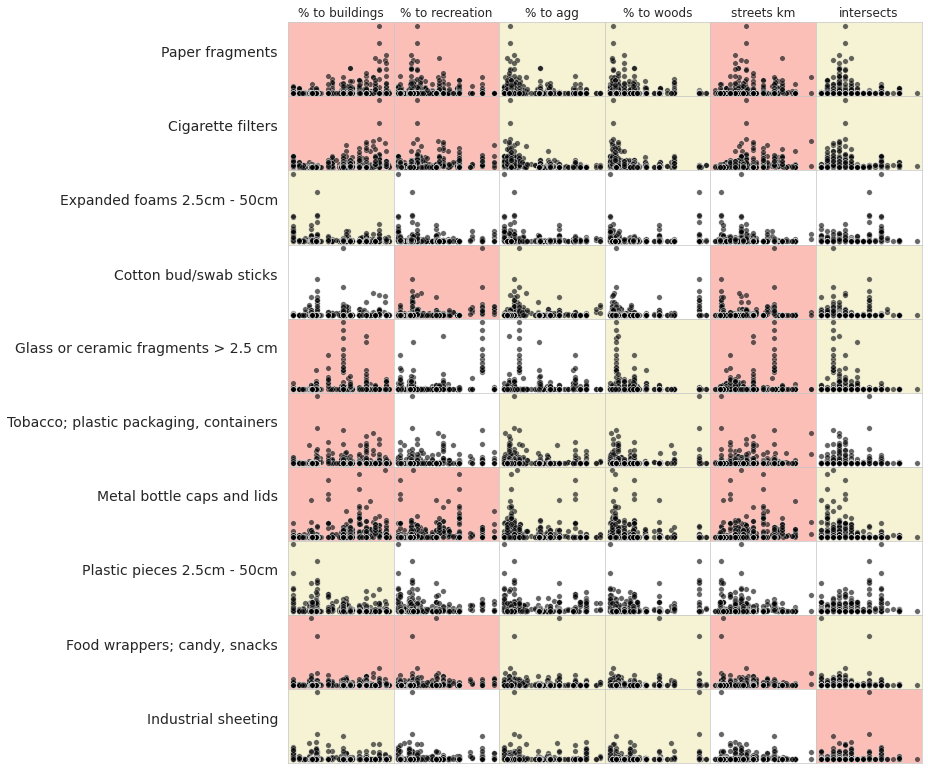 % to buildings % to recreation % to agg % to woods streets km intersects
Paper fragments
Cigarette filters
Expanded foams 2.5cm - 50cm
Cotton bud/swab sticks
Glass or ceramic fragments > 2.5 cm
Tobacco; plastic packaging, containers
Metal bottle caps and lids
Plastic pieces 2.5cm - 50cm
Food wrappers; candy, snacks
Industrial sheeting